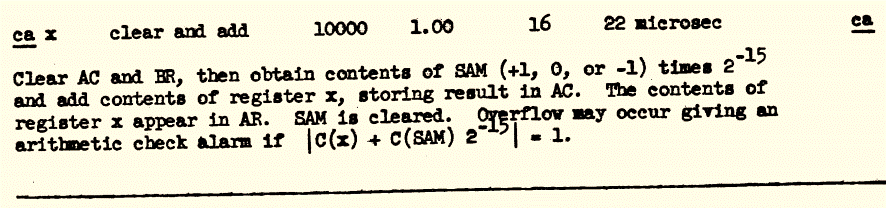 ca x clear and add 10000 1.00 16 22 microsec ca
Clear AC and BR, then obtain contents of SAM (+1, 0, or -1) times 2⁻¹⁵
and add contents of register x, storing result in AC. The contents of
register x appear in AR. SAM is cleared. Overflow may occur giving an
arithmetic check alarm if |C(x) + C(SAM) 2⁻¹⁵| = 1.